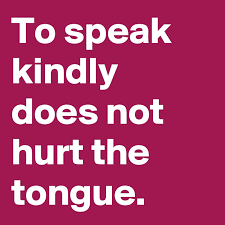 To speak
kindly
does not
hurt the
tongue.